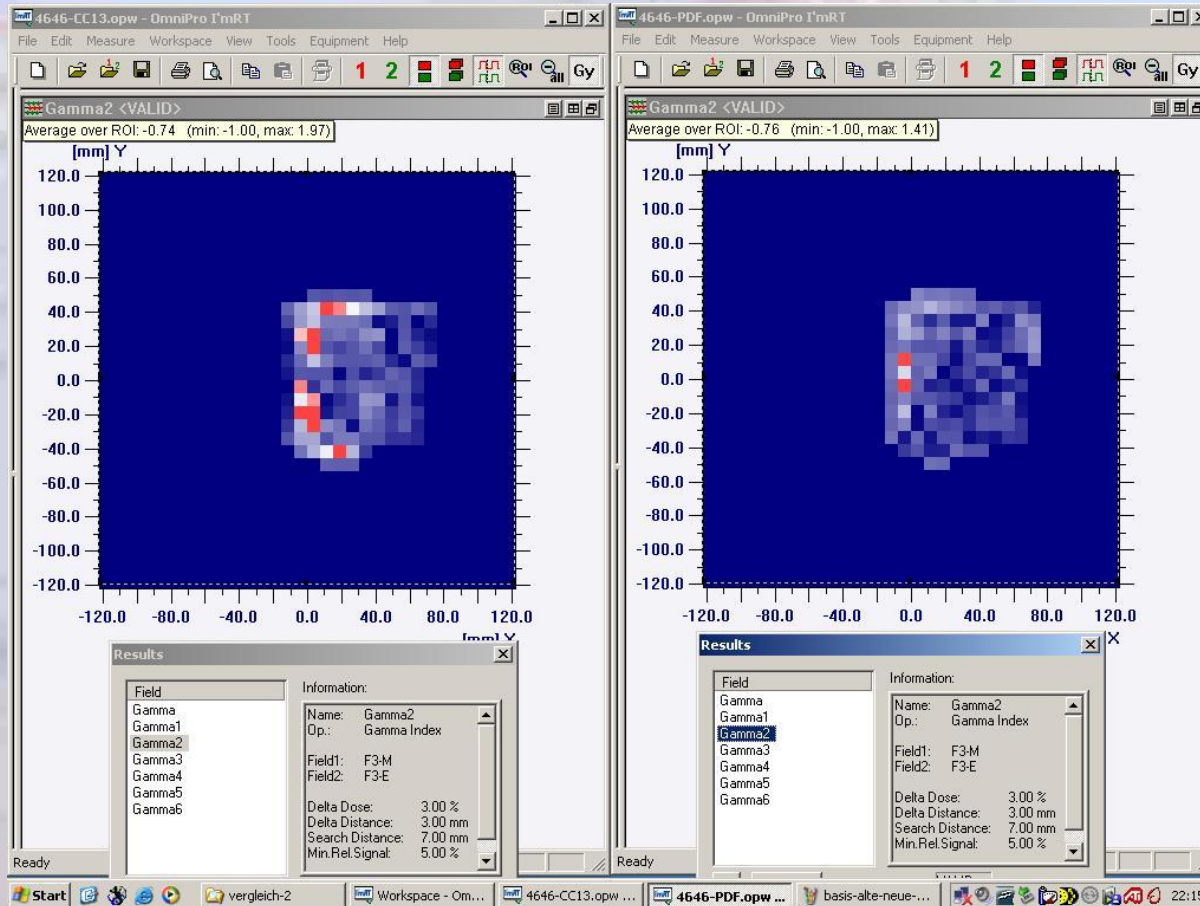 4646-CC13.opw - OmniPro I'mRT
File Edit Measure Workspace View Tools Equipment Help
1 2 ROI All Gy
Gamma2 <VALID>
Average over ROI: -0.74 (min: -1.00, max: 1.97)
[mm] Y
120.0
100.0
80.0
60.0
40.0
20.0
0.0
-20.0
-40.0
-60.0
-80.0
-100.0
-120.0
-120.0 -80.0 -40.0 0.0 40.0 80.0 120.0
[mm] X
Results
Field
Gamma
Gamma1
Gamma2
Gamma3
Gamma4
Gamma5
Gamma6
Information:
Name: Gamma2
Op.: Gamma Index
Field1: F3-M
Field2: F3-E
Delta Dose: 3.00 %
Delta Distance: 3.00 mm
Search Distance: 7.00 mm
Min.Rel.Signal: 5.00 %
Ready
4646-PDF.opw - OmniPro I'mRT
File Edit Measure Workspace View Tools Equipment Help
1 2 ROI All Gy
Gamma2 <VALID>
Average over ROI: -0.76 (min: -1.00, max: 1.41)
[mm] Y
120.0
100.0
80.0
60.0
40.0
20.0
0.0
-20.0
-40.0
-60.0
-80.0
-100.0
-120.0
-120.0 -80.0 -40.0 0.0 40.0 80.0 120.0
X
Results
Field
Gamma
Gamma1
Gamma2
Gamma3
Gamma4
Gamma5
Gamma6
Information:
Name: Gamma2
Op.: Gamma Index
Field1: F3-M
Field2: F3-E
Delta Dose: 3.00 %
Delta Distance: 3.00 mm
Search Distance: 7.00 mm
Min.Rel.Signal: 5.00 %
Ready
Start vergleich-2 Workspace - Om... 4646-CC13.opw ... 4646-PDF.opw ... basis-alte-neue-... 22:15